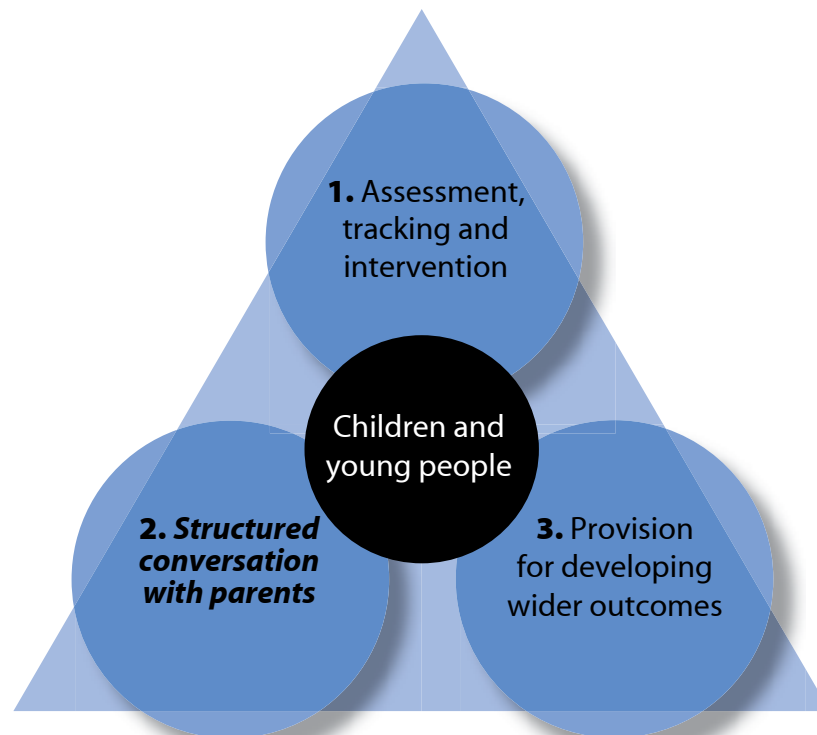 1. Assessment,
tracking and
intervention
Children and
young people
2. Structured
conversation
with parents
3. Provision
for developing
wider outcomes